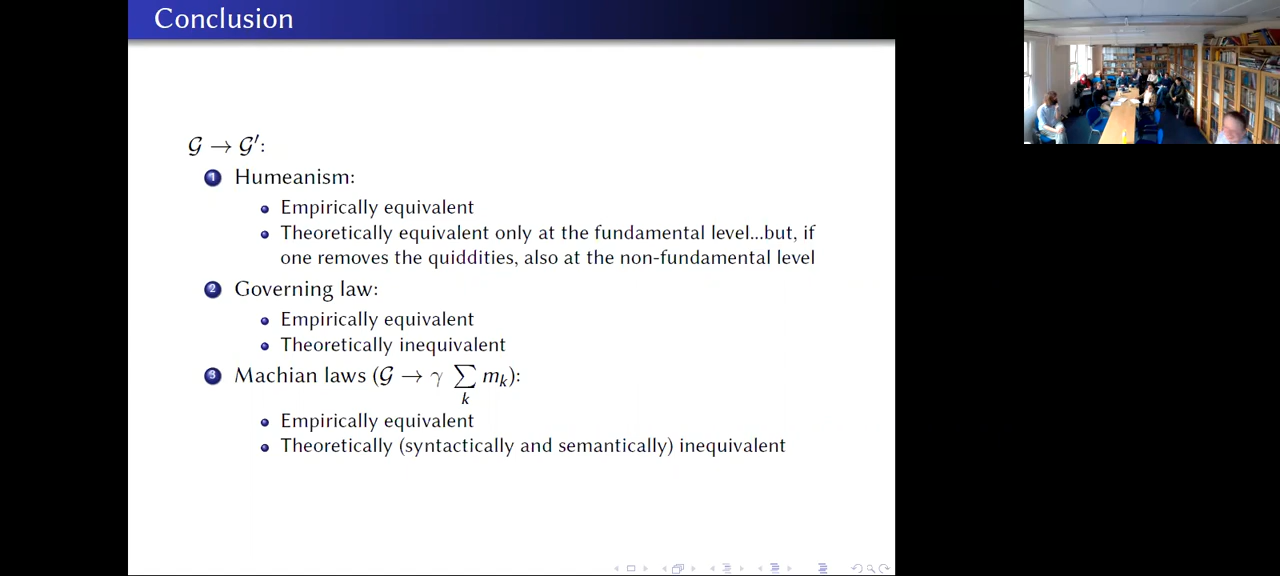 Conclusion
𝒢 → 𝒢′:
1 Humeanism:
Empirically equivalent
Theoretically equivalent only at the fundamental level...but, if
one removes the quiddities, also at the non-fundamental level
2 Governing law:
Empirically equivalent
Theoretically inequivalent
3 Machian laws (𝒢 → γ ∑ mₖ):
k
Empirically equivalent
Theoretically (syntactically and semantically) inequivalent